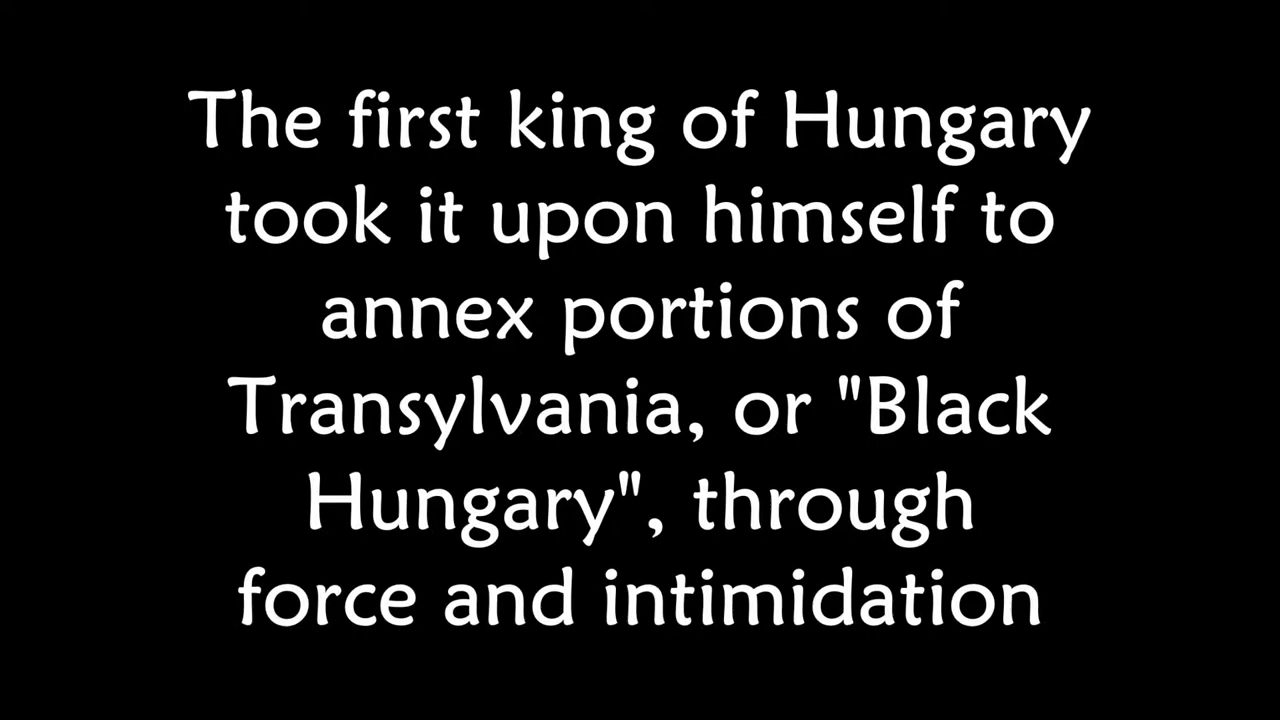 The first king of Hungary
took it upon himself to
annex portions of
Transylvania, or "Black
Hungary", through
force and intimidation